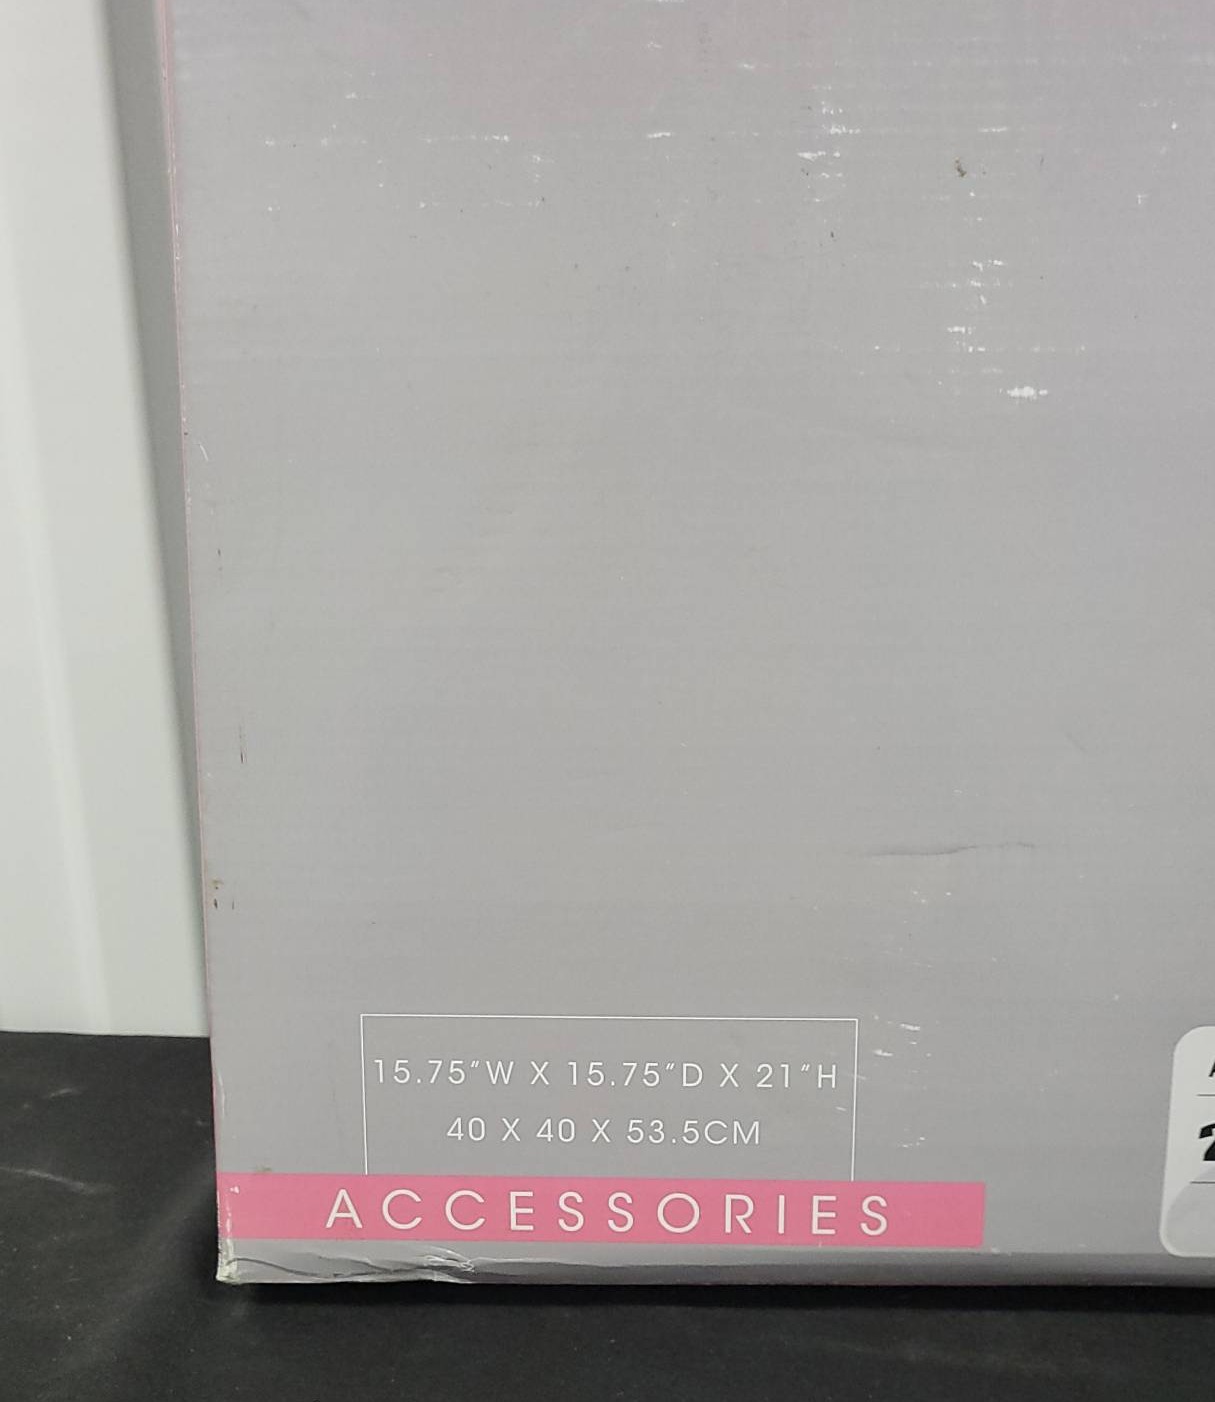 15.75"W X 15.75"D X 21"H
40 X 40 X 53.5CM
ACCESSORIES